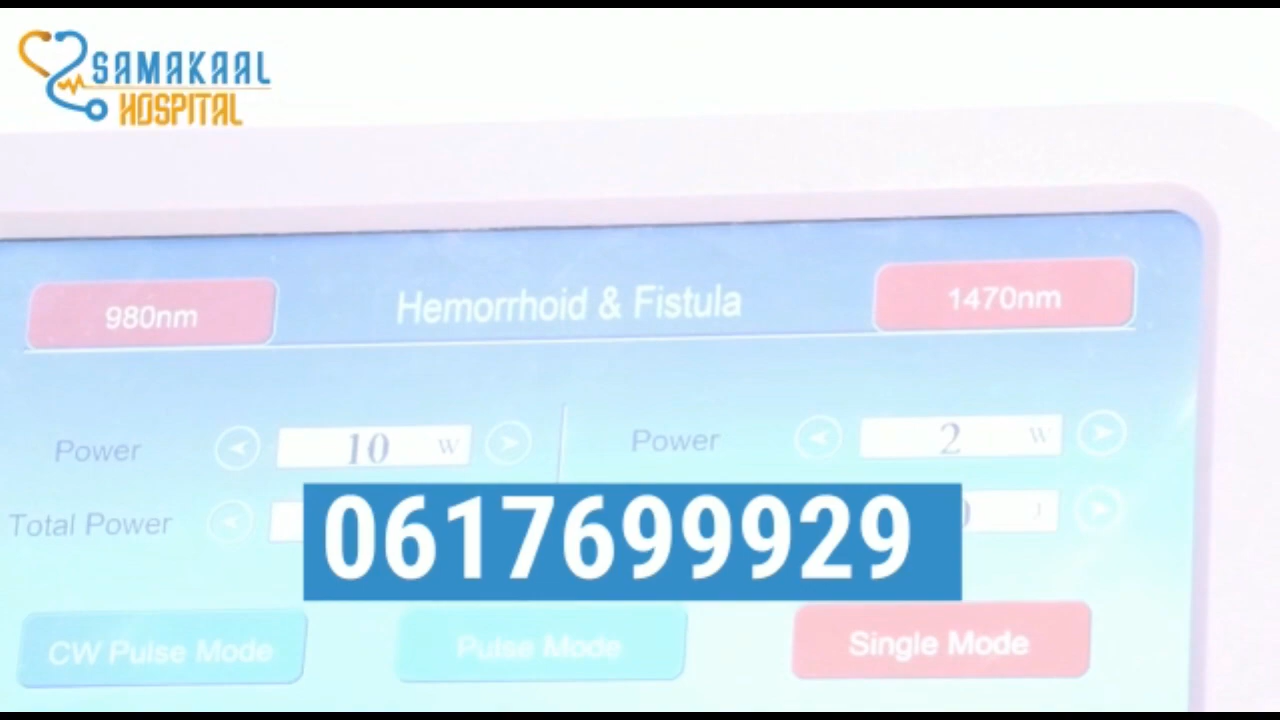 SAMAKAAL
HOSPITAL
980nm
Hemorrhoid & Fistula
1470nm
Power
10 W
Power
2 W
Total Power
J
0617699929
CW Pulse Mode
Pulse Mode
Single Mode